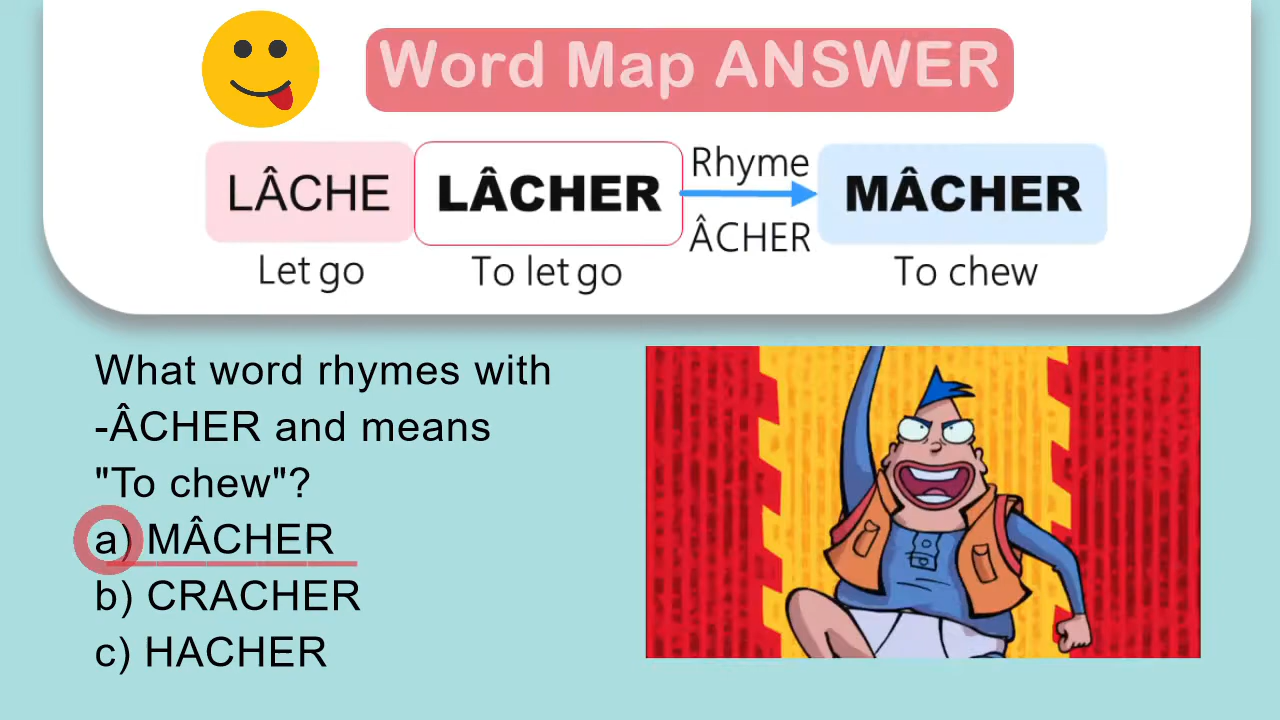 Word Map ANSWER
LÂCHE LÂCHER Rhyme MÂCHER
ÂCHER
Let go To let go To chew
What word rhymes with
-ÂCHER and means
"To chew"?
a) MÂCHER
b) CRACHER
c) HACHER